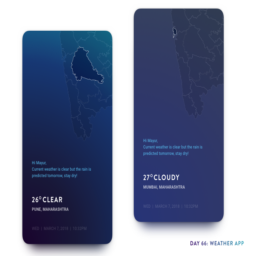 Hi Mayur,
Current weather is clear but the rain is
predicted tomorrow, stay dry!
26° CLEAR
PUNE, MAHARASHTRA
Hi Mayur,
Current weather is clear but the rain is
predicted tomorrow, stay dry!
27° CLOUDY
MUMBAI, MAHARASHTRA
DAY 66: WEATHER APP